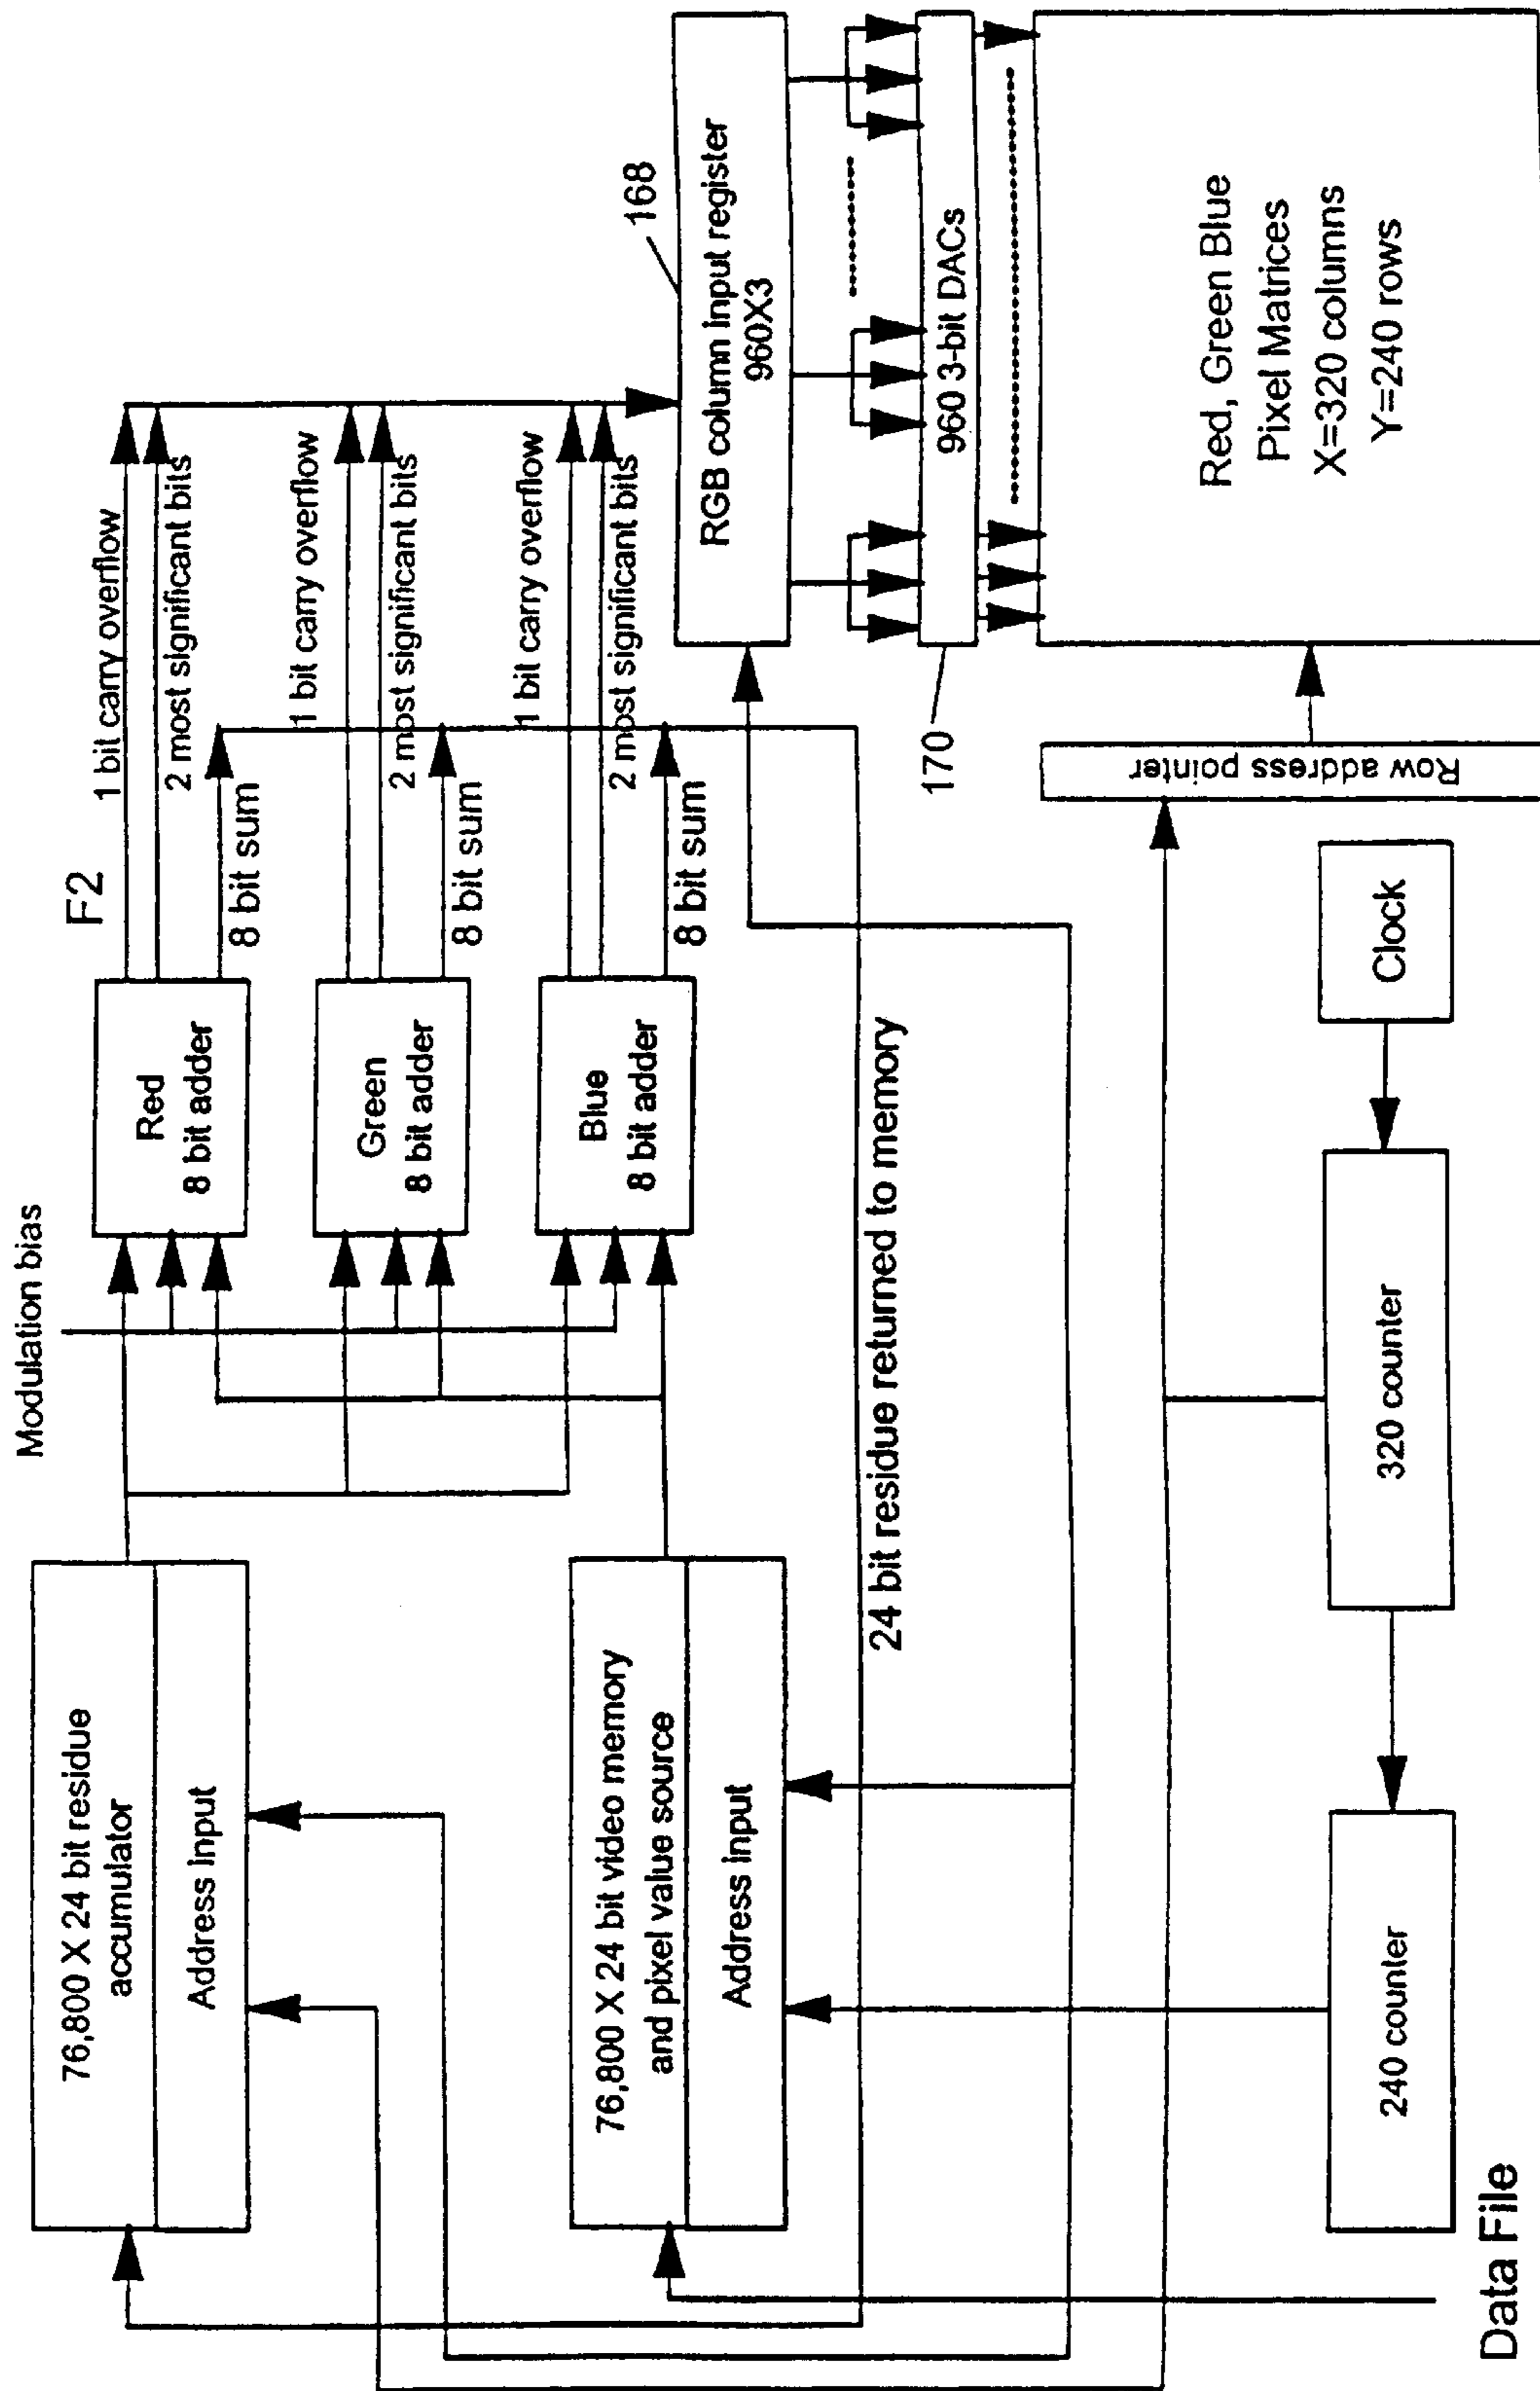 Modulation bias
76,800 X 24 bit residue
accumulator
Address Input
76,800 X 24 bit video memory
and pixel value source
Address Input
Red
8 bit adder
Green
8 bit adder
Blue
8 bit adder
F2
1 bit carry overflow
2 most significant bits
8 bit sum
1 bit carry overflow
2 most significant bits
8 bit sum
1 bit carry overflow
2 most significant bits
8 bit sum
24 bit residue returned to memory
168
RGB column input register
960X3
960 3-bit DACs
170
Red, Green Blue
Pixel Matrices
X=320 columns
Y=240 rows
Row address pointer
Clock
320 counter
240 counter
Data File